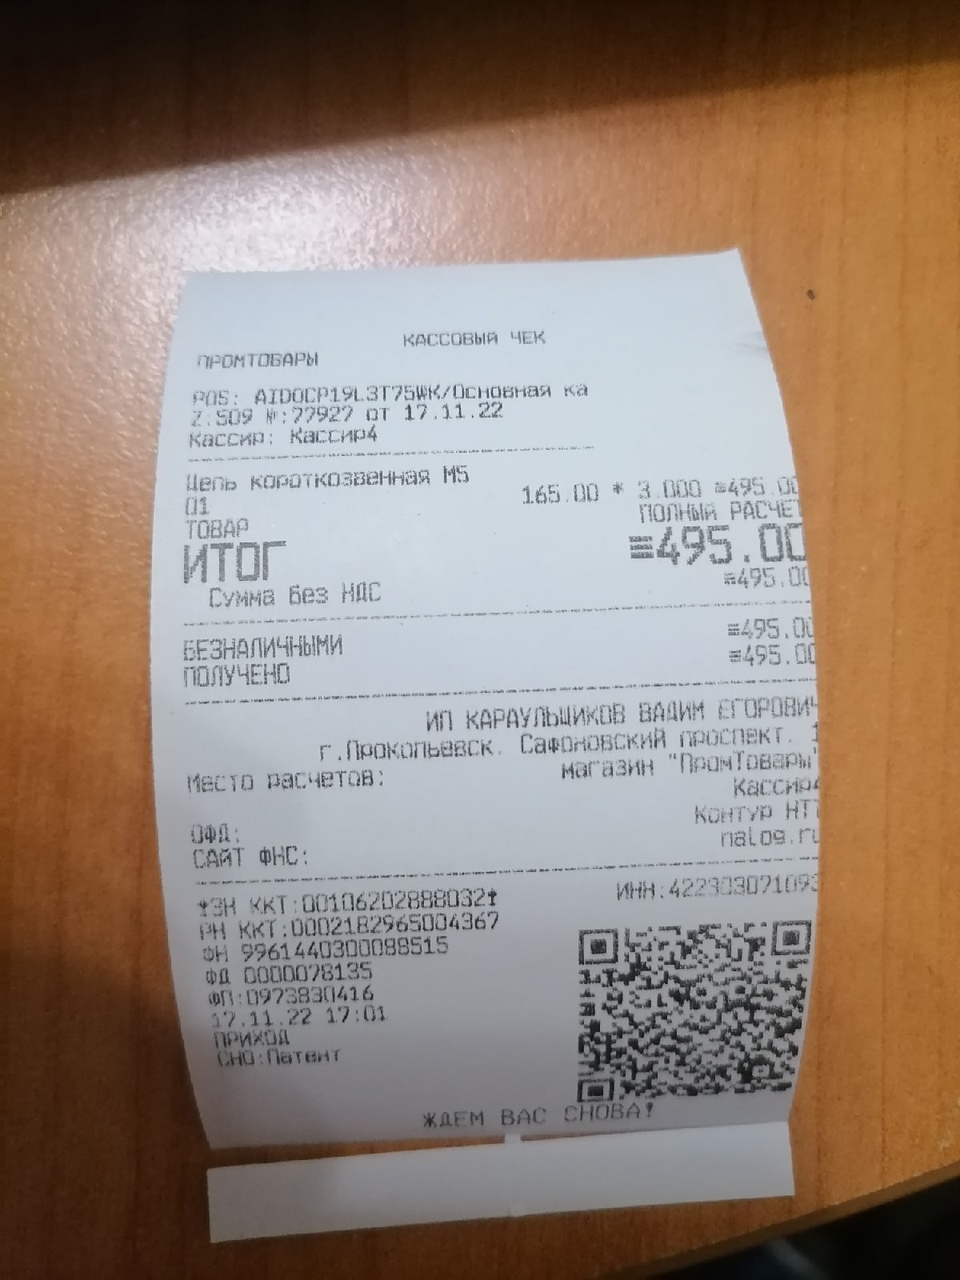 КАССОВЫЙ ЧЕК
ПРОМТОВАРЫ
POS: AIDOCP19L3T75WK/Основная ка
Z:509 №:77927 от 17.11.22
Кассир: Кассир4
Цепь короткозвенная М5
01 165.00 * 3.000 ≡495.00
ТОВАР ПОЛНЫЙ РАСЧЕТ
ИТОГ ≡495.00
Сумма без НДС ≡495.00
БЕЗНАЛИЧНЫМИ ≡495.00
ПОЛУЧЕНО ≡495.00
ИП КАРАУЛЬЩИКОВ ВАДИМ ЕГОРОВИЧ
г.Прокопьевск. Сафоновский проспект. 1
Место расчетов: магазин "ПромТовары"
Кассир4
ОФД: Контур НТТ
САЙТ ФНС: nalog.ru
ЗН ККТ:00106202888032 ИНН:422303071093
РН ККТ:0002182965004367
ФН 9961440300088515
ФД 0000078135
ФП:0973830416
17.11.22 17:01
ПРИХОД
СНО:Патент
ЖДЕМ ВАС СНОВА!